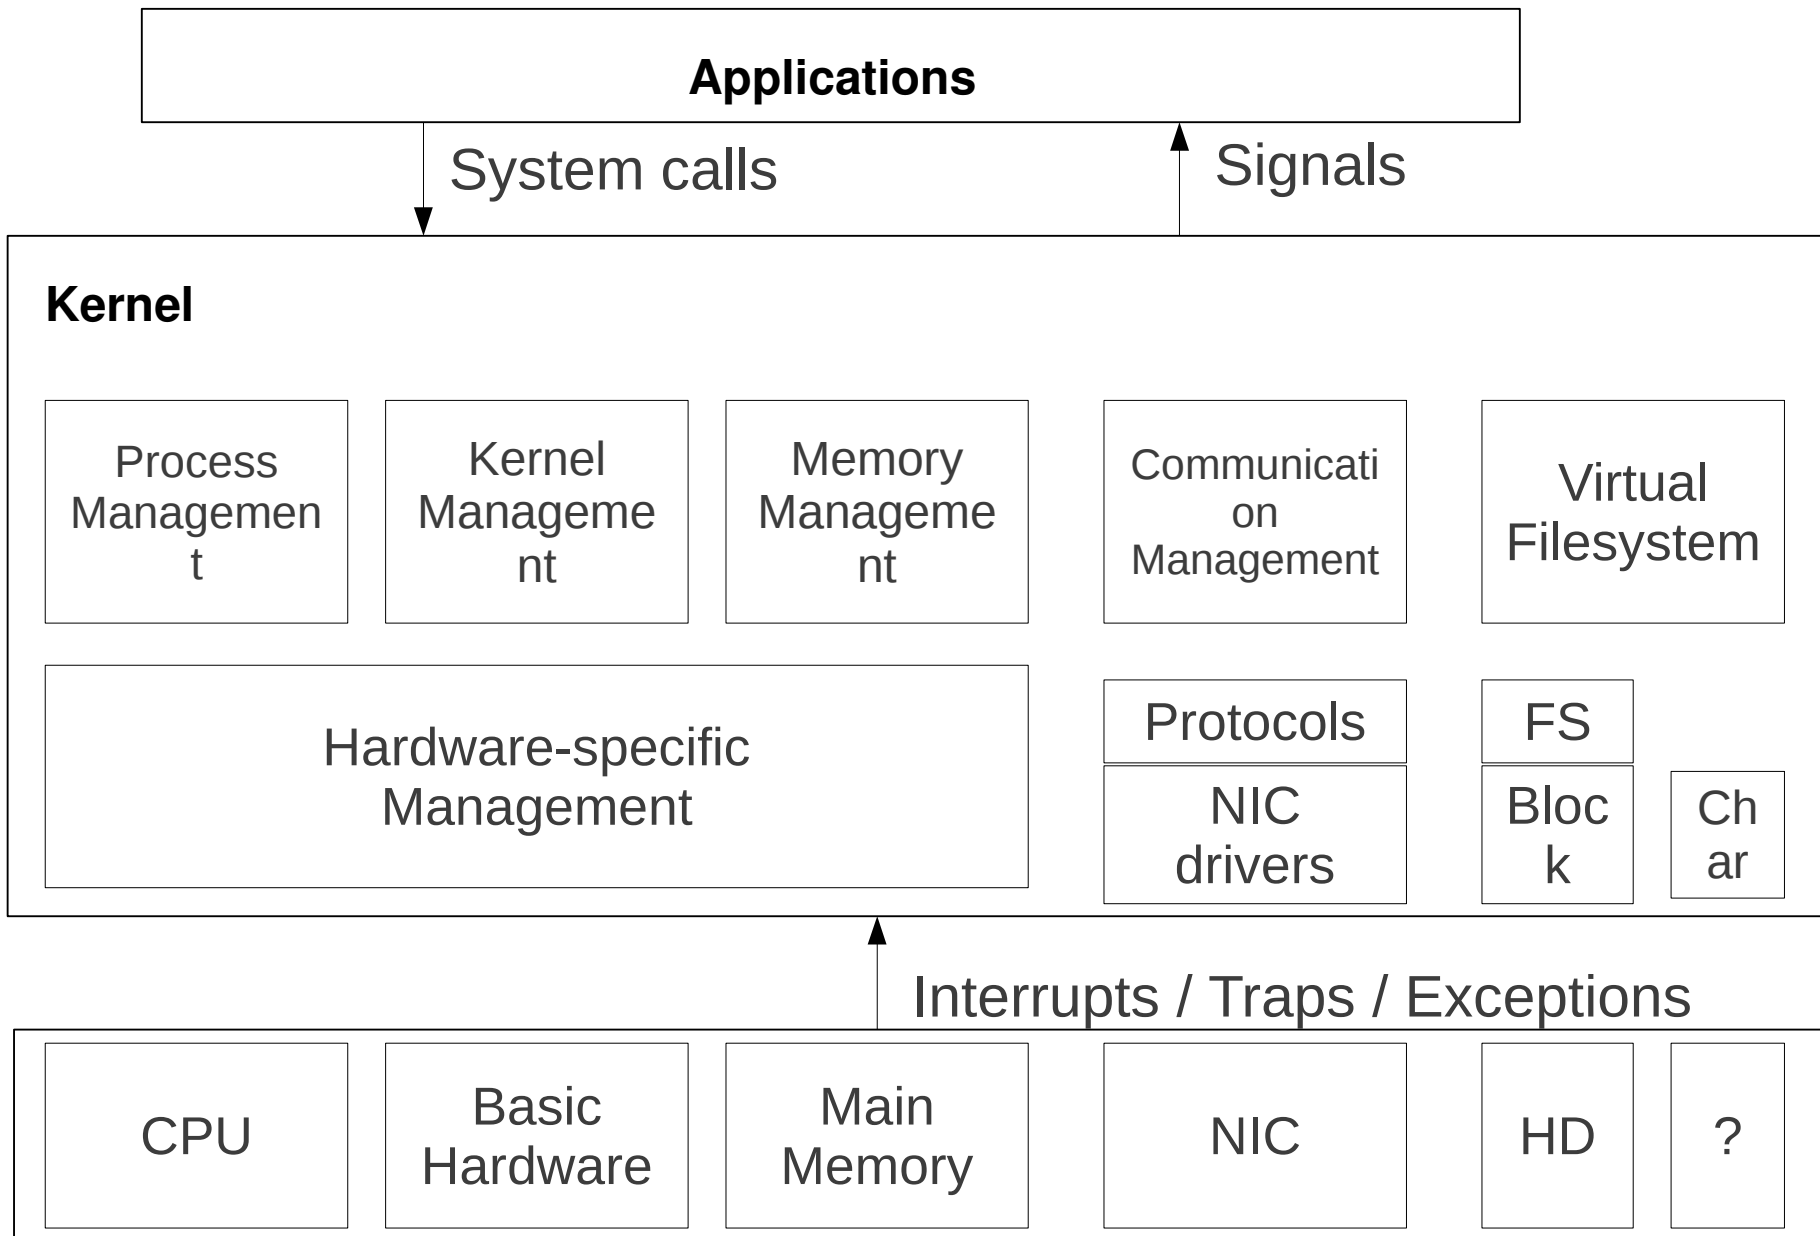 Applications
System calls
Signals
Kernel
Process
Managemen
t
Kernel
Manageme
nt
Memory
Manageme
nt
Communicati
on
Management
Virtual
Filesystem
Hardware-specific
Management
Protocols
FS
NIC
drivers
Bloc
k
Ch
ar
Interrupts / Traps / Exceptions
CPU
Basic
Hardware
Main
Memory
NIC
HD
?